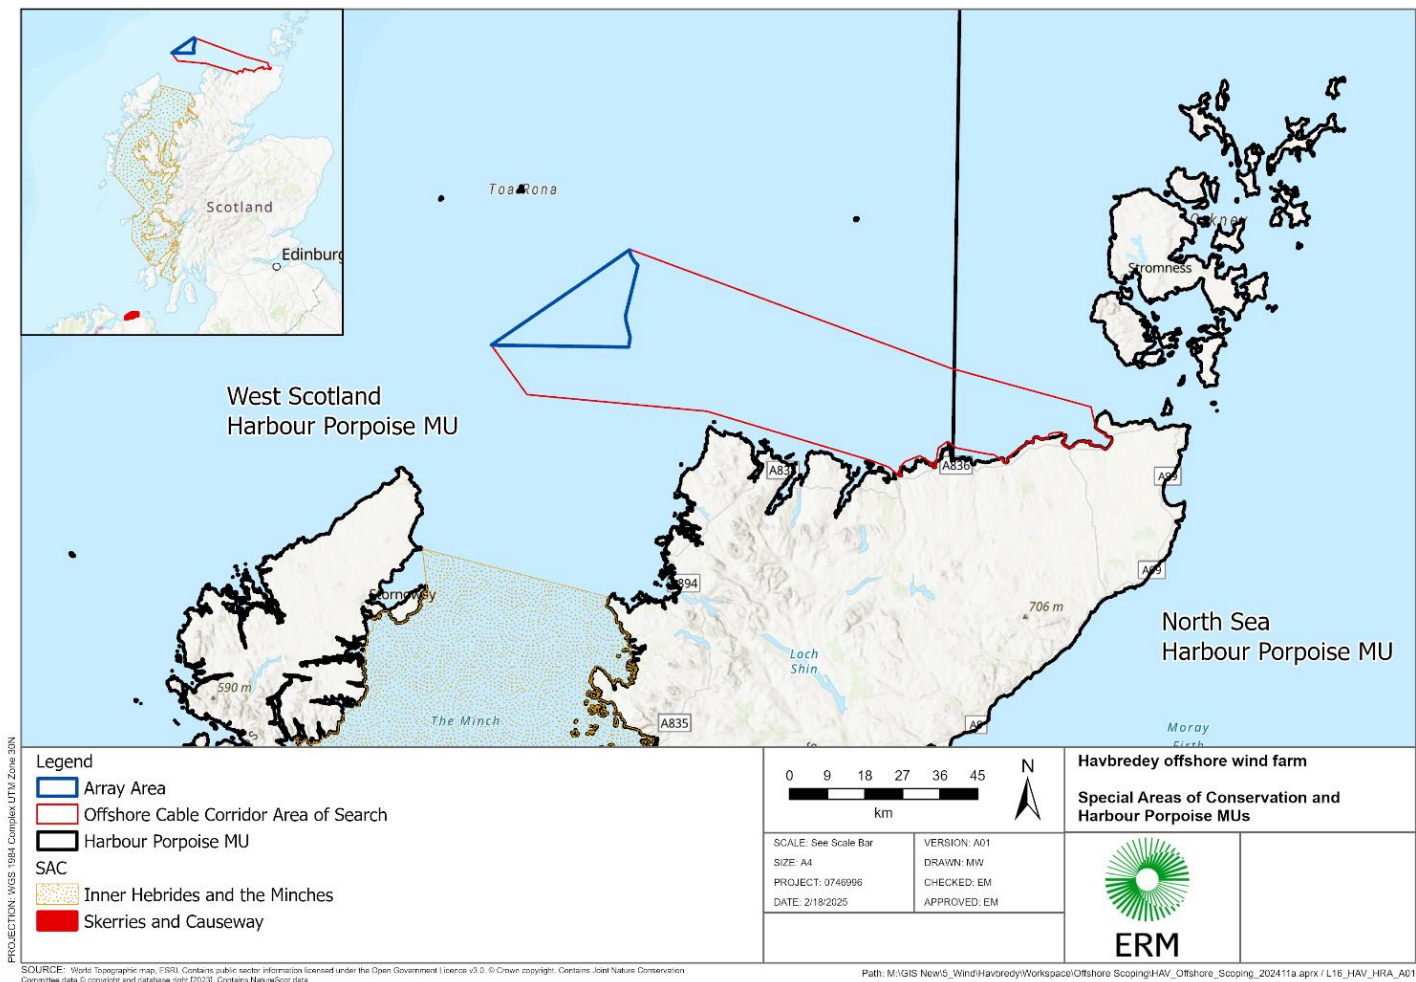 Scotland
Edinburg
Toa Rona
Orkney
Stromness
West Scotland
Harbour Porpoise MU
A83
A836
A99
Stornoway
894
A99
706 m
North Sea
Harbour Porpoise MU
Loch
Shin
590 m
The Minch
A835
A9
Moray
Firth
PROJECTION: WGS 1984 Complex UTM Zone 30N
Legend
Array Area
Offshore Cable Corridor Area of Search
Harbour Porpoise MU
SAC
Inner Hebrides and the Minches
Skerries and Causeway
0 9 18 27 36 45
km
N
Havbredey offshore wind farm
Special Areas of Conservation and
Harbour Porpoise MUs
SCALE: See Scale Bar
VERSION: A01
SIZE: A4
DRAWN: MW
PROJECT: 0746996
CHECKED: EM
DATE: 2/18/2025
APPROVED: EM
ERM
SOURCE: World Topographic map, ESRI. Contains public sector information licensed under the Open Government Licence v3.0. © Crown copyright. Contains Joint Nature Conservation
Committee data © copyright and database right [2023]. Contains NatureScot data.
Path: M:\GIS New\5_Wind\Havbredy\Workspace\Offshore Scoping\HAV_Offshore_Scoping_202411a.aprx / L16_HAV_HRA_A01